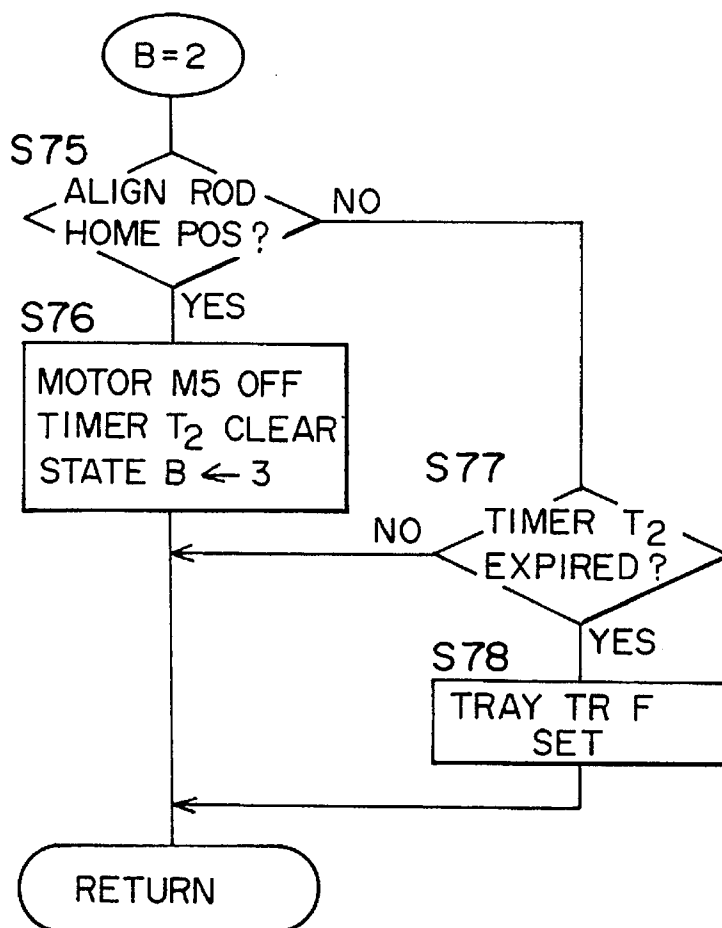 B=2
S75
ALIGN ROD
HOME POS?
NO
YES
S76
MOTOR M5 OFF
TIMER T2 CLEAR
STATE B ← 3
S77
TIMER T2
EXPIRED?
NO
YES
S78
TRAY TR F
SET
RETURN